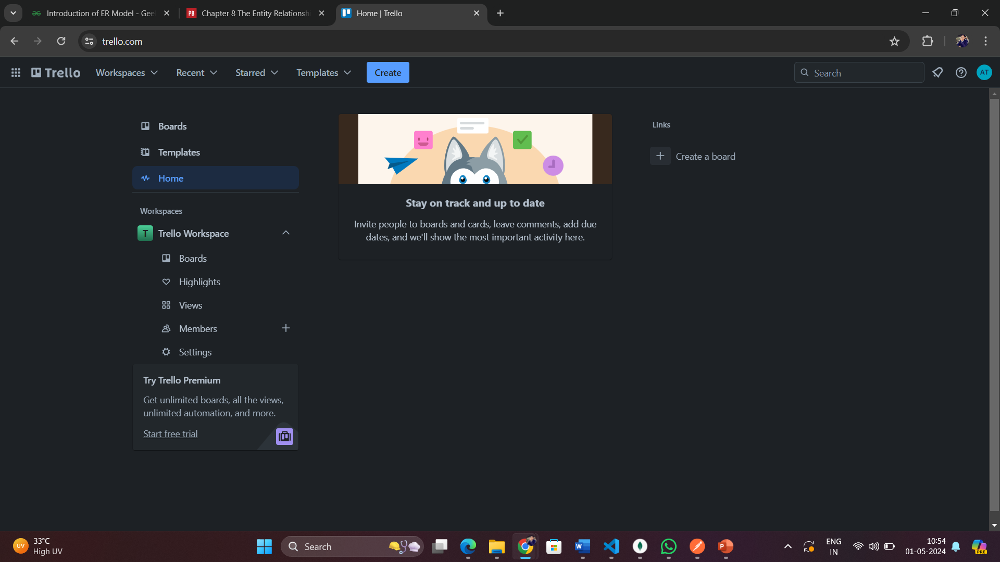 Introduction of ER Model - Gee
PB Chapter 8 The Entity Relationshi
Home | Trello
trello.com
Trello
Workspaces
Recent
Starred
Templates
Create
Search
AT
Boards
Templates
Home
Workspaces
T Trello Workspace
Boards
Highlights
Views
Members
Settings
Try Trello Premium
Get unlimited boards, all the views,
unlimited automation, and more.
Start free trial
Stay on track and up to date
Invite people to boards and cards, leave comments, add due
dates, and we'll show the most important activity here.
Links
Create a board
UV
33°C
High UV
Search
W
P
ENG
IN
10:54
01-05-2024
PRE